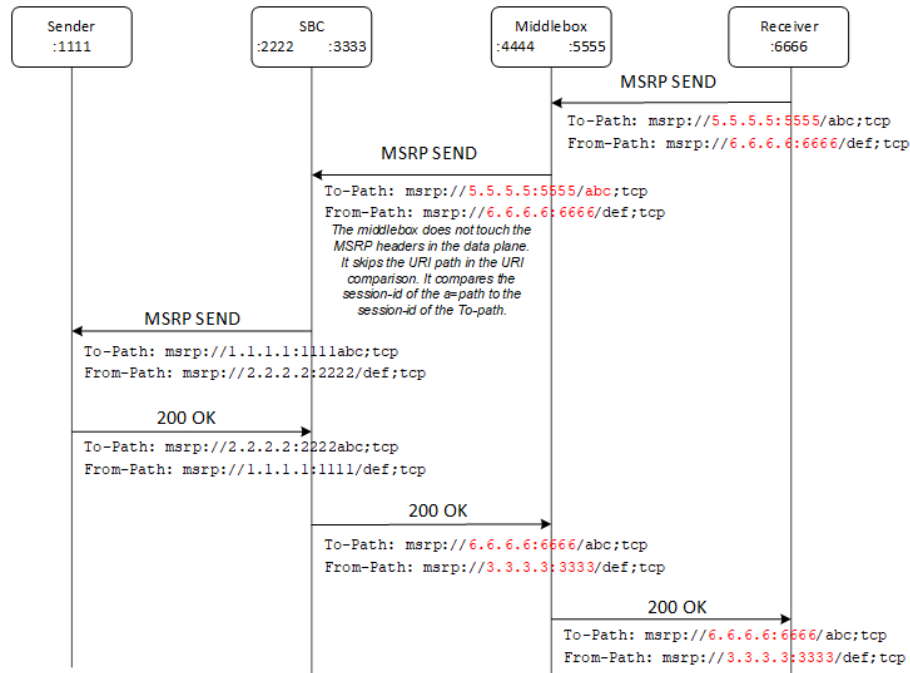 Sender
:1111
SBC
:2222 :3333
Middlebox
:4444 :5555
Receiver
:6666
MSRP SEND
To-Path: msrp://5.5.5.5:5555/abc;tcp
From-Path: msrp://6.6.6.6:6666/def;tcp
MSRP SEND
To-Path: msrp://5.5.5.5:5555/abc;tcp
From-Path: msrp://6.6.6.6:6666/def;tcp
The middlebox does not touch the
MSRP headers in the data plane.
It skips the URI path in the URI
comparison. It compares the
session-id of the a=path to the
session-id of the To-path.
MSRP SEND
To-Path: msrp://1.1.1.1:1111abc;tcp
From-Path: msrp://2.2.2.2:2222/def;tcp
200 OK
To-Path: msrp://2.2.2.2:2222abc;tcp
From-Path: msrp://1.1.1.1:1111/def;tcp
200 OK
To-Path: msrp://6.6.6.6:6666/abc;tcp
From-Path: msrp://3.3.3.3:3333/def;tcp
200 OK
To-Path: msrp://6.6.6.6:6666/abc;tcp
From-Path: msrp://3.3.3.3:3333/def;tcp